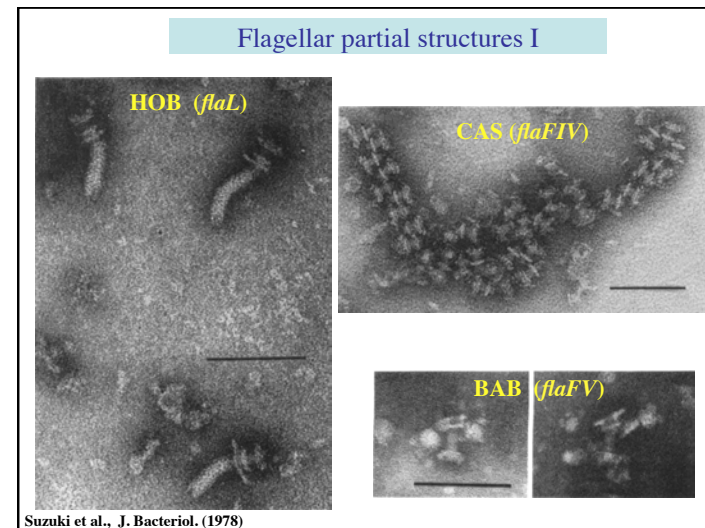 Flagellar partial structures I
HOB (flaL)
CAS (flaFIV)
BAB (flaFV)
Suzuki et al., J. Bacteriol. (1978)